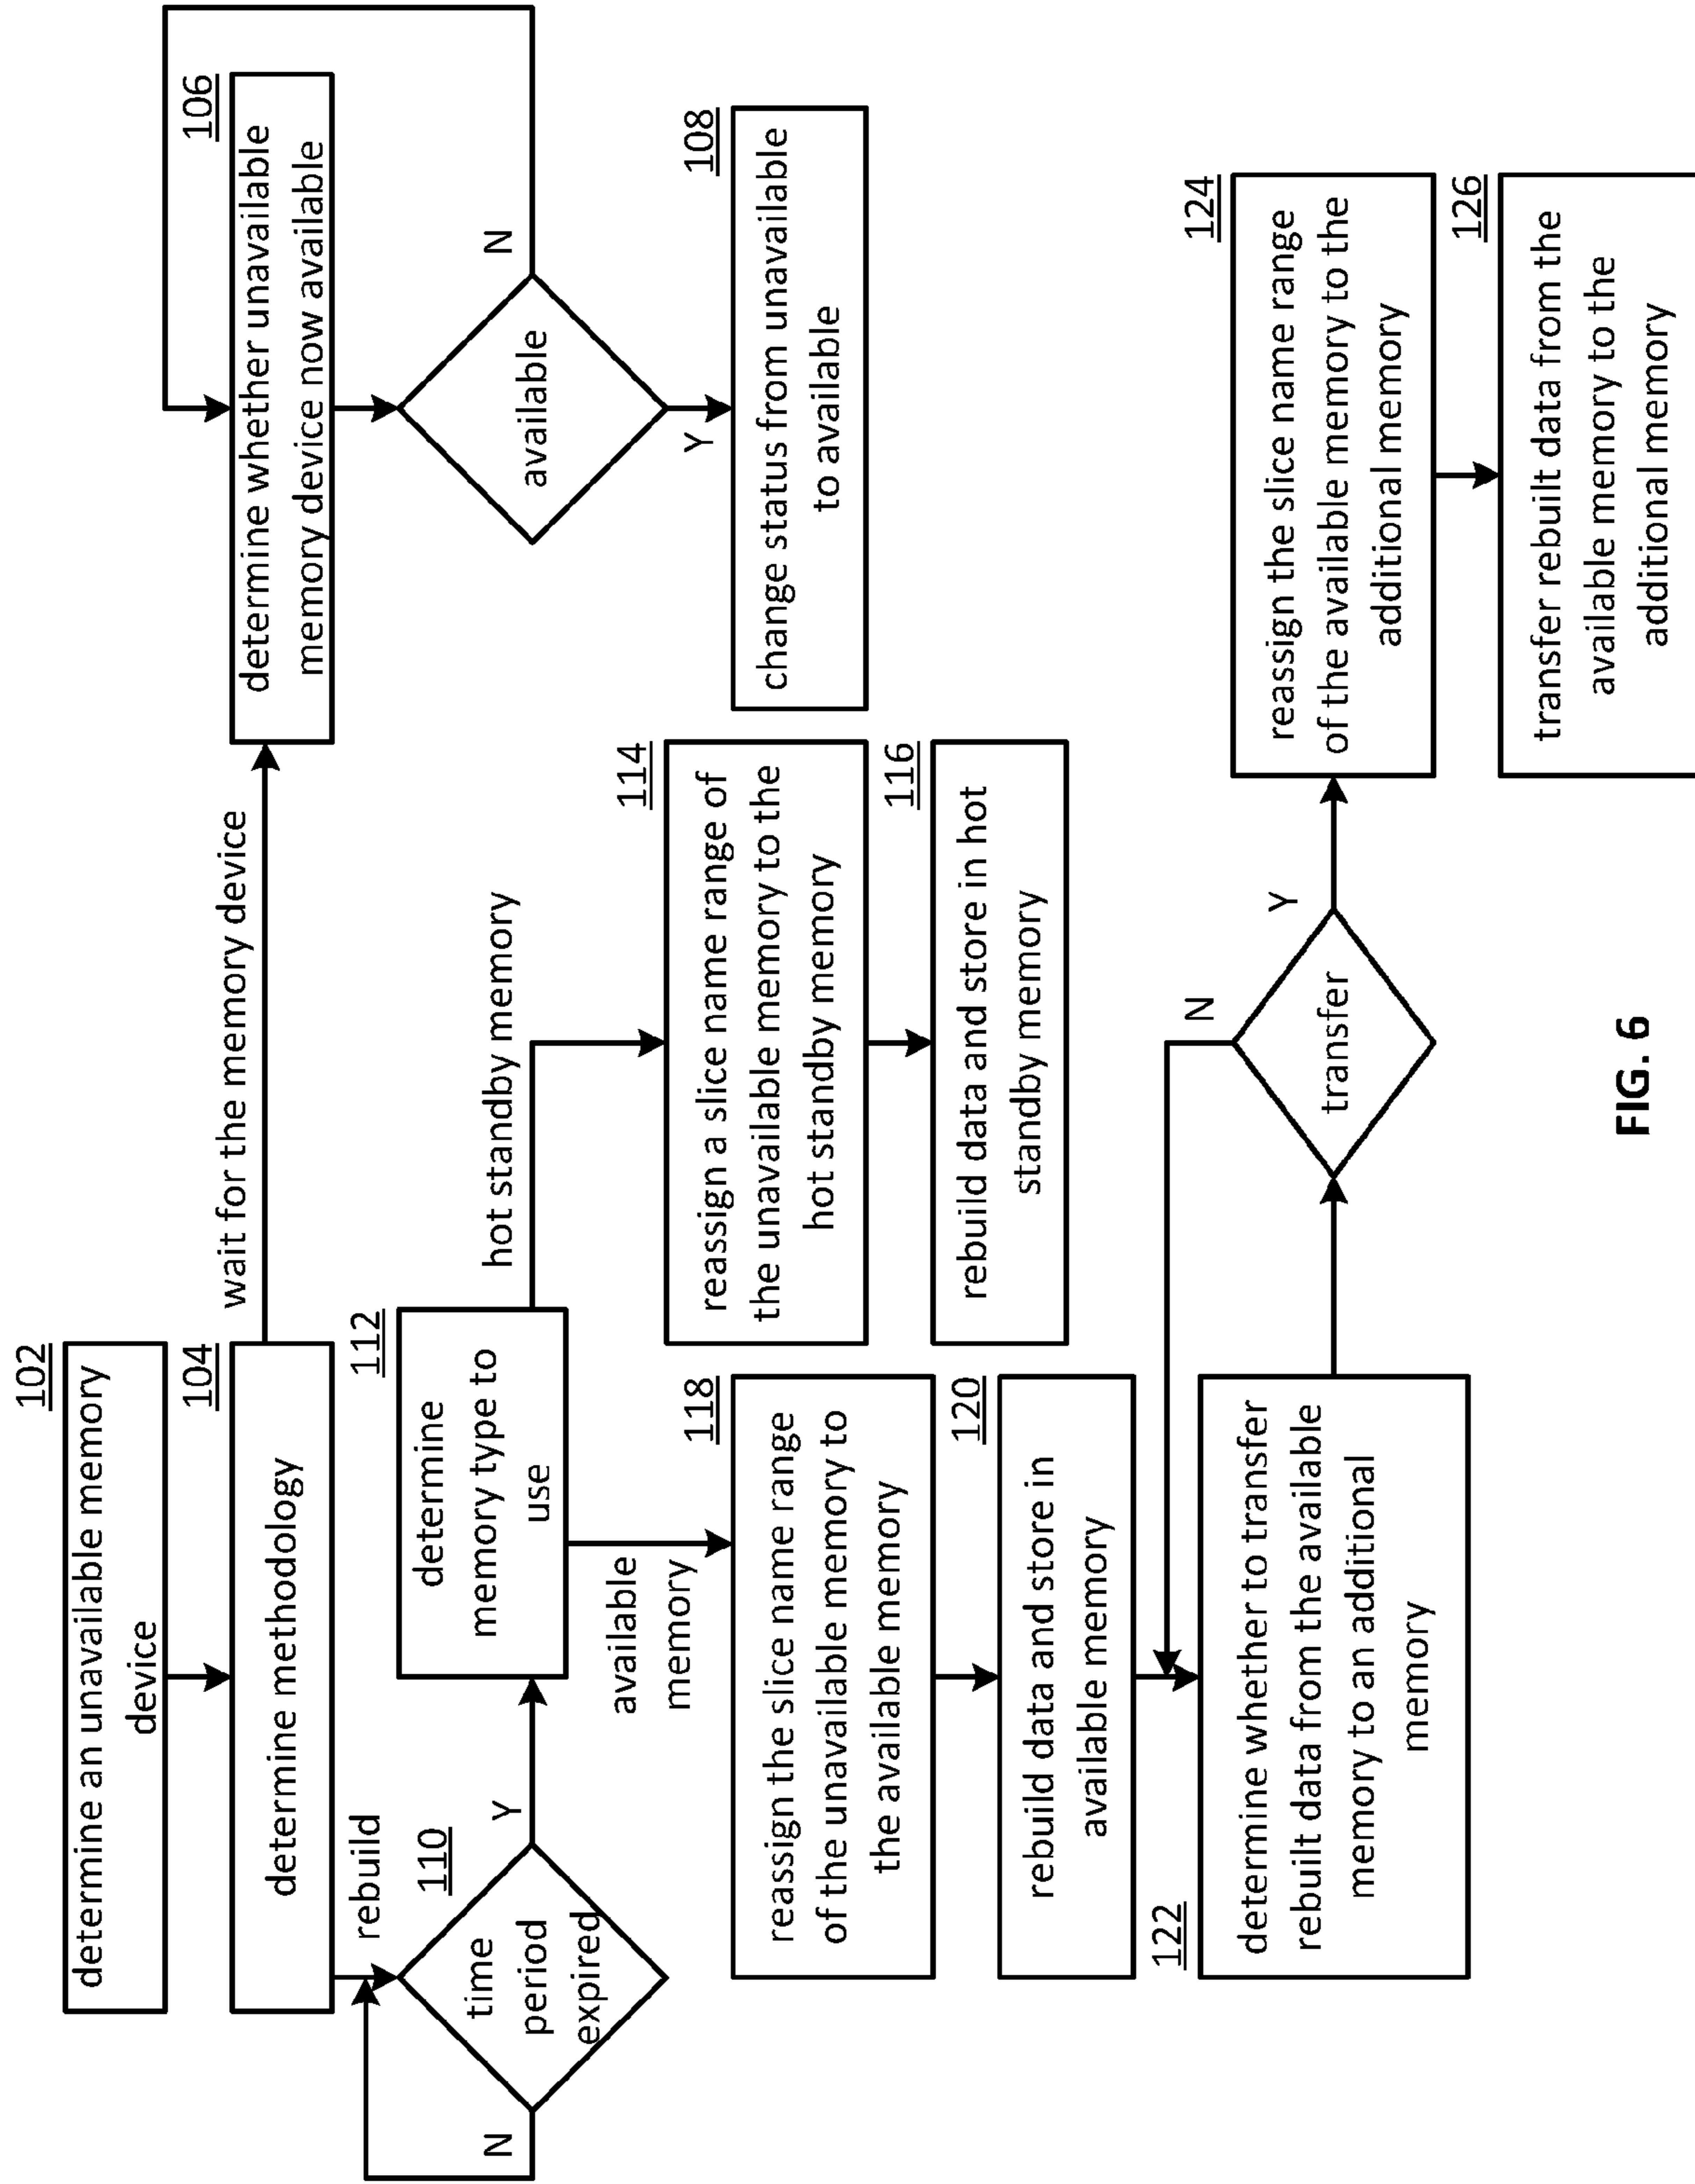 102
determine an unavailable memory
device
104
determine methodology
wait for the memory device
106
determine whether unavailable
memory device now available
available
N
Y
108
change status from unavailable
to available
rebuild
110
time
period
expired
N
Y
112
determine
memory type to
use
hot standby memory
114
reassign a slice name range of
the unavailable memory to the
hot standby memory
116
rebuild data and store in hot
standby memory
available
memory
118
reassign the slice name range
of the unavailable memory to
the available memory
120
rebuild data and store in
available memory
122
determine whether to transfer
rebuilt data from the available
memory to an additional
memory
transfer
N
Y
124
reassign the slice name range
of the available memory to the
additional memory
126
transfer rebuilt data from the
available memory to the
additional memory
FIG. 6